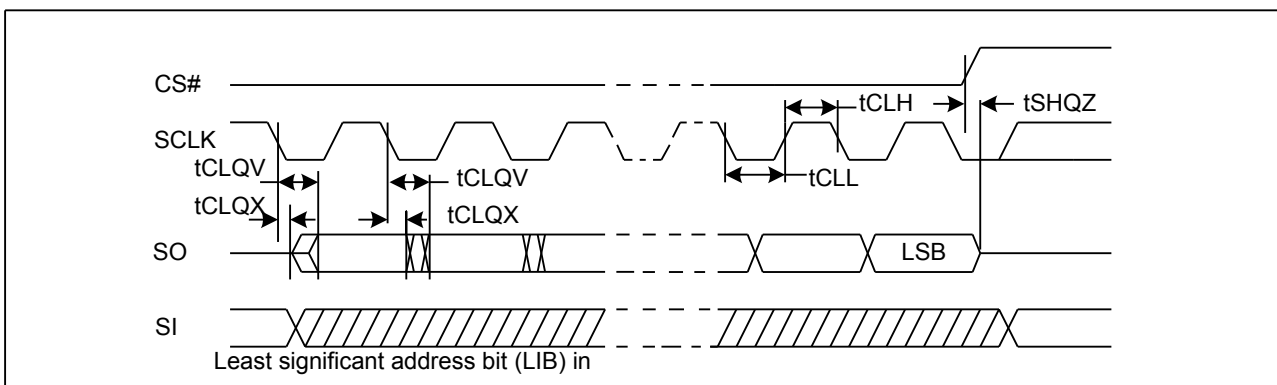 CS#
tCLH
tSHQZ
SCLK
tCLQV
tCLQV
tCLL
tCLQX
tCLQX
SO
LSB
SI
Least significant address bit (LIB) in